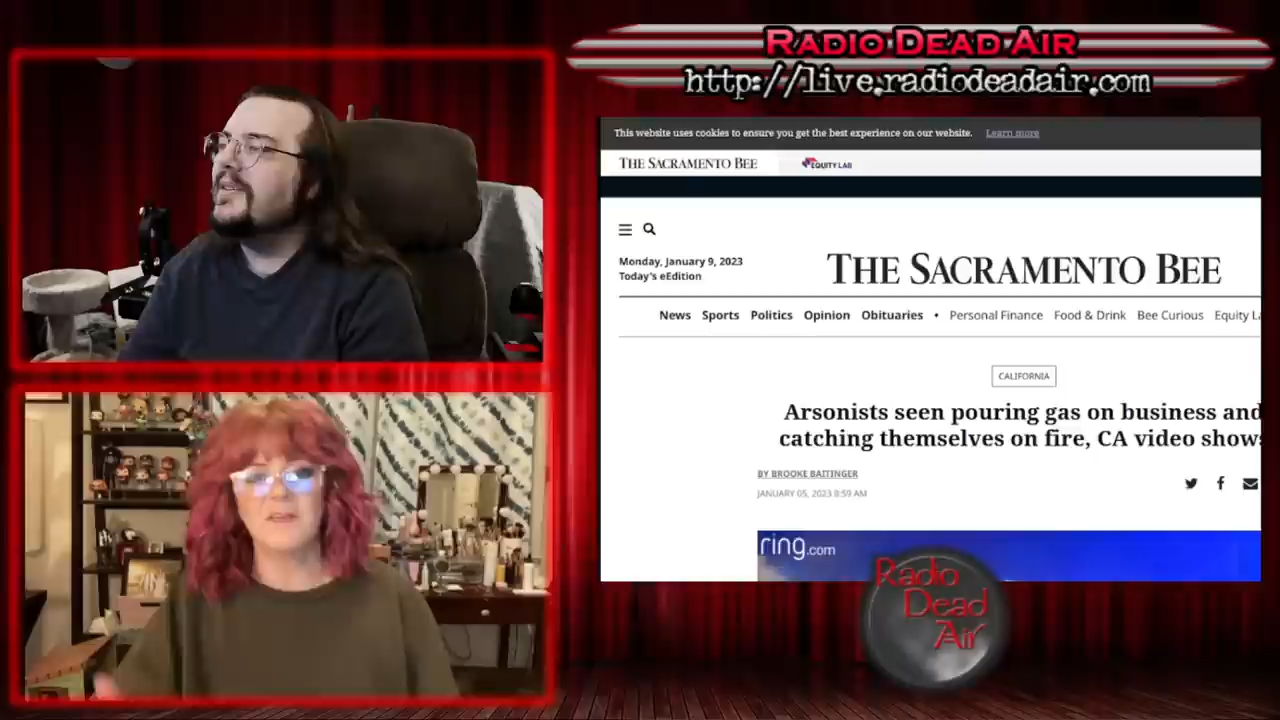 Radio Dead Air
http://live.radiodeadair.com
This website uses cookies to ensure you get the best experience on our website. Learn more
THE SACRAMENTO BEE EQUITY LAB
Monday, January 9, 2023
Today's eEdition
THE SACRAMENTO BEE
News Sports Politics Opinion Obituaries • Personal Finance Food & Drink Bee Curious Equity La
CALIFORNIA
Arsonists seen pouring gas on business and
catching themselves on fire, CA video shows
BY BROOKE BAITINGER
JANUARY 05, 2023 8:59 AM
ring.com
Radio
Dead
Air